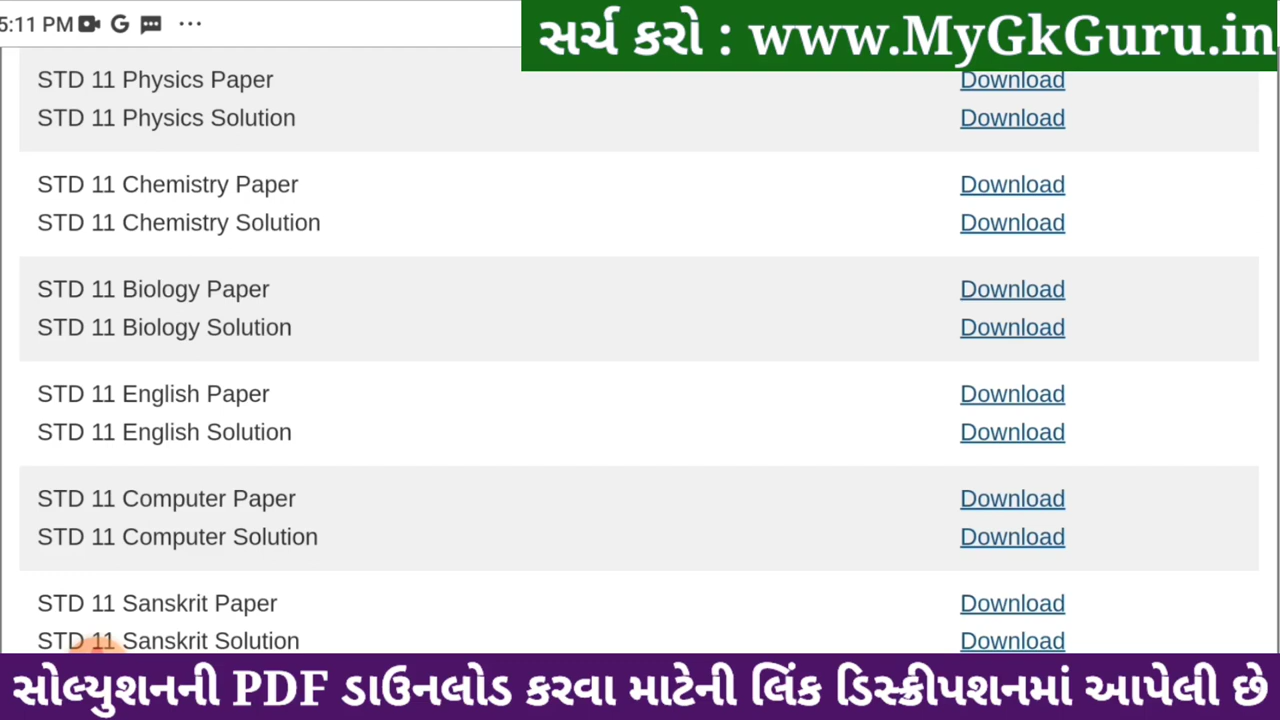 5:11 PM G ...
સર્ચ કરો : www.MyGkGuru.in
STD 11 Physics Paper Download
STD 11 Physics Solution Download
STD 11 Chemistry Paper Download
STD 11 Chemistry Solution Download
STD 11 Biology Paper Download
STD 11 Biology Solution Download
STD 11 English Paper Download
STD 11 English Solution Download
STD 11 Computer Paper Download
STD 11 Computer Solution Download
STD 11 Sanskrit Paper Download
STD 11 Sanskrit Solution Download
સોલ્યુશનની PDF ડાઉનલોડ કરવા માટેની લિંક ડિસ્ક્રીપશનમાં આપેલી છે